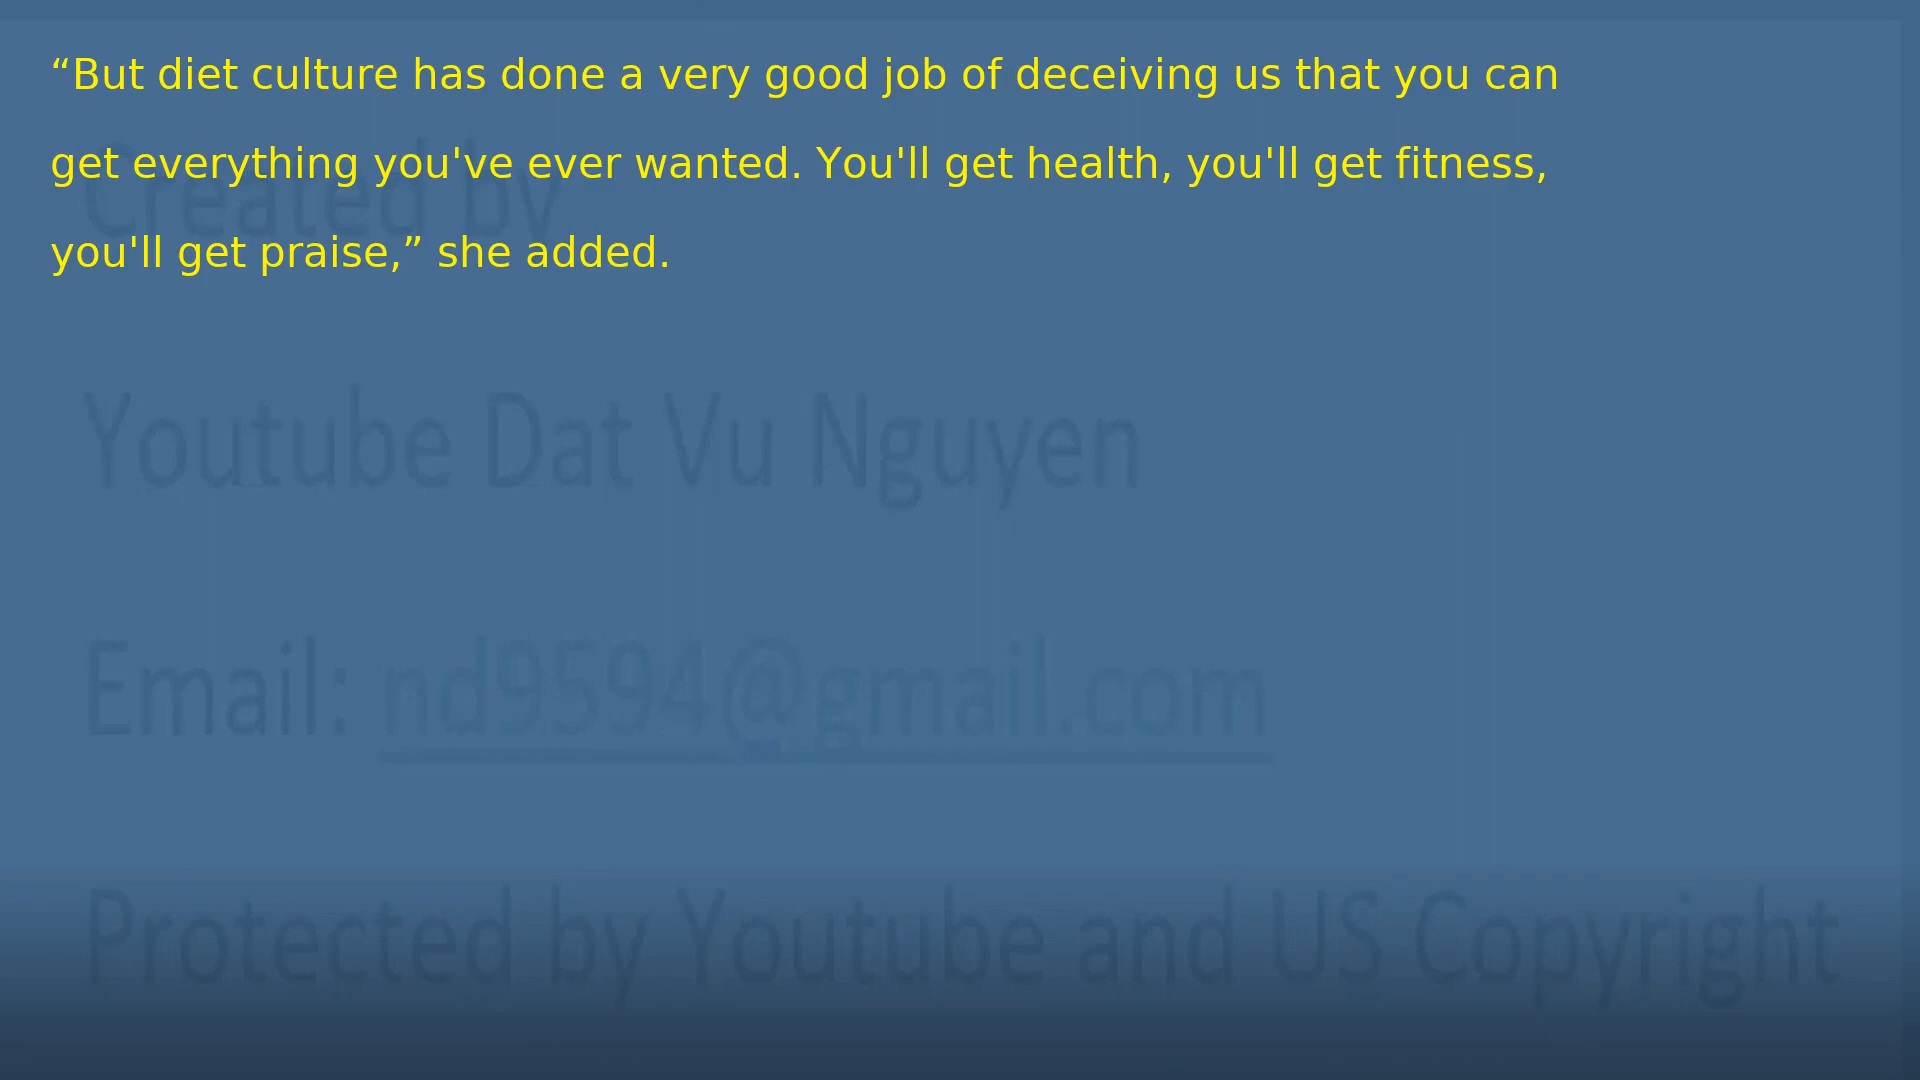 “But diet culture has done a very good job of deceiving us that you can
get everything you've ever wanted. You'll get health, you'll get fitness,
you'll get praise,” she added.
Created by
Youtube Dat Vu Nguyen
Email: nd9594@gmail.com
Protected by Youtube and US Copyright